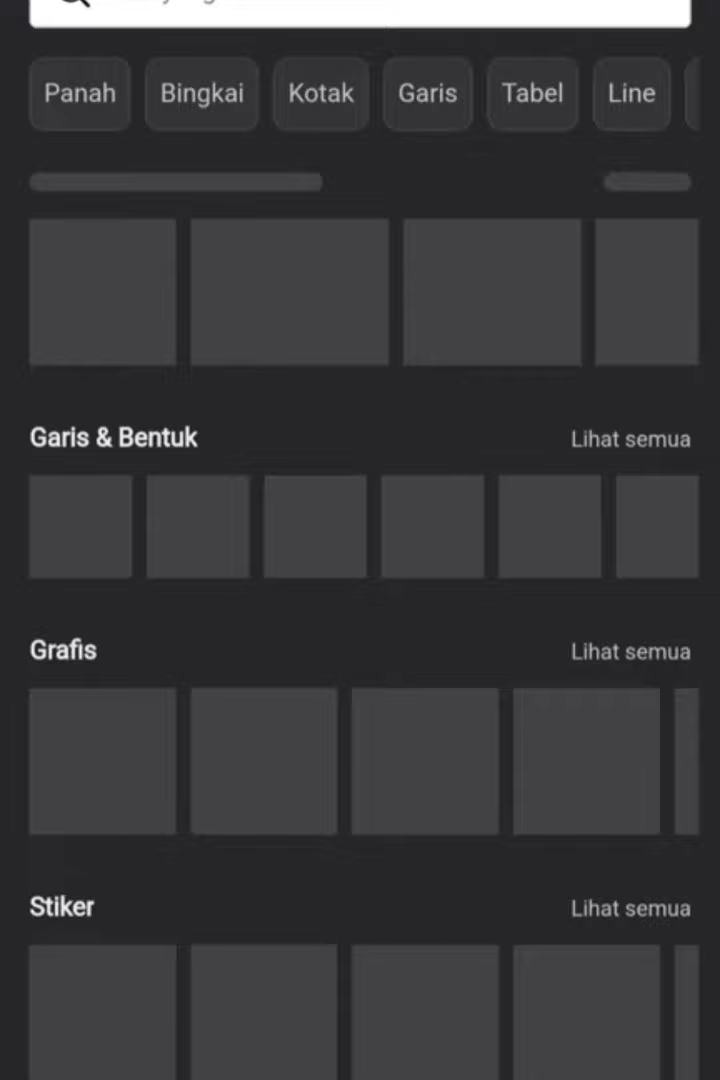 Panah Bingkai Kotak Garis Tabel Line
Garis & Bentuk Lihat semua
Grafis Lihat semua
Stiker Lihat semua